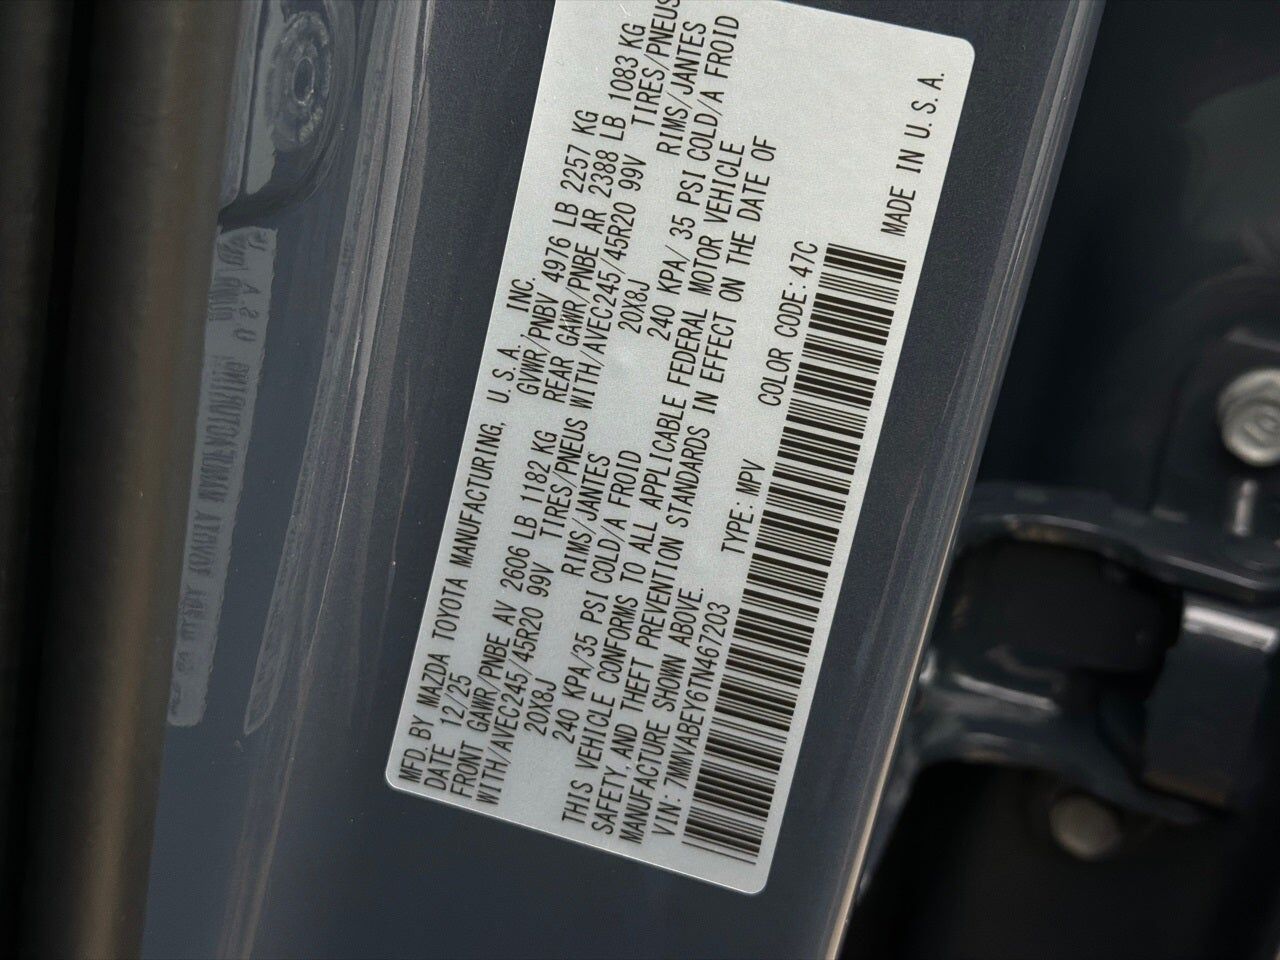 MFD.BY MAZDA TOYOTA MANUFACTURING, U.S.A. INC.
DATE 12/25 GVWR/PNBV 4976 LB 2257 KG
FRONT GAWR/PNBE AV 2606 LB 1182 KG REAR GAWR/PNBE AR 2388 LB 1083 KG
WITH/AVEC245/45R20 99V TIRES/PNEUS WITH/AVEC245/45R20 99V TIRES/PNEUS
20X8J RIMS/JANTES 20X8J RIMS/JANTES
240 KPA/35 PSI COLD/A FROID 240 KPA/ 35 PSI COLD/A FROID
THIS VEHICLE CONFORMS TO ALL APPLICABLE FEDERAL MOTOR VEHICLE
SAFETY, AND THEFT PREVENTION STANDARDS IN EFFECT ON THE DATE OF
MANUFACTURE SHOWN ABOVE.
VIN: 7MMVABEY6TN467203 TYPE: MPV COLOR CODE: 47C
MADE IN U.S.A.